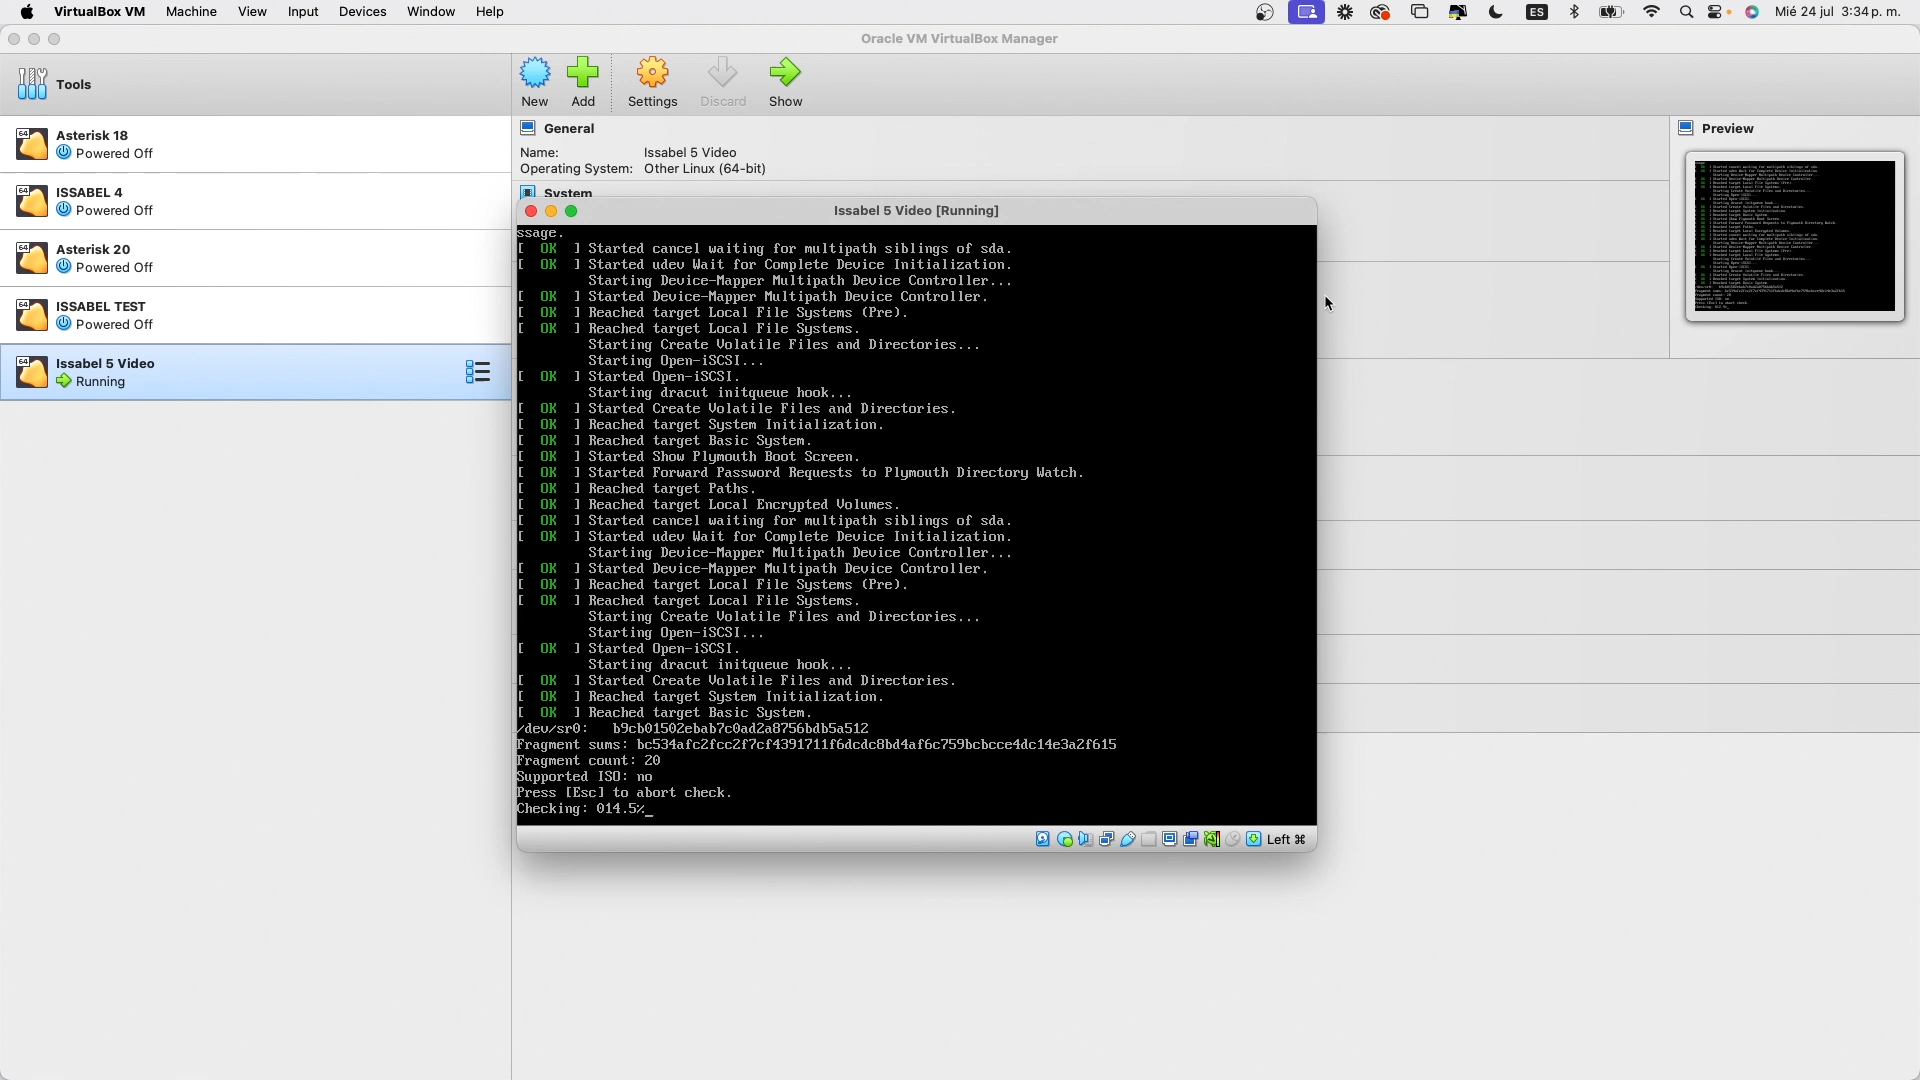 VirtualBox VM Machine View Input Devices Window Help ES Mié 24 jul 3:34 p. m.
Oracle VM VirtualBox Manager
Tools
New Add Settings Discard Show
64 Asterisk 18
Powered Off
64 ISSABEL 4
Powered Off
64 Asterisk 20
Powered Off
64 ISSABEL TEST
Powered Off
64 Issabel 5 Video
Running
General
Name: Issabel 5 Video
Operating System: Other Linux (64-bit)
System
Preview
Issabel 5 Video [Running]
ssage.
[ OK ] Started cancel waiting for multipath siblings of sda.
[ OK ] Started udev Wait for Complete Device Initialization.
Starting Device-Mapper Multipath Device Controller...
[ OK ] Started Device-Mapper Multipath Device Controller.
[ OK ] Reached target Local File Systems (Pre).
[ OK ] Reached target Local File Systems.
Starting Create Volatile Files and Directories...
Starting Open-iSCSI...
[ OK ] Started Open-iSCSI.
Starting dracut initqueue hook...
[ OK ] Started Create Volatile Files and Directories.
[ OK ] Reached target System Initialization.
[ OK ] Reached target Basic System.
[ OK ] Started Show Plymouth Boot Screen.
[ OK ] Started Forward Password Requests to Plymouth Directory Watch.
[ OK ] Reached target Paths.
[ OK ] Reached target Local Encrypted Volumes.
[ OK ] Started cancel waiting for multipath siblings of sda.
[ OK ] Started udev Wait for Complete Device Initialization.
Starting Device-Mapper Multipath Device Controller...
[ OK ] Started Device-Mapper Multipath Device Controller.
[ OK ] Reached target Local File Systems (Pre).
[ OK ] Reached target Local File Systems.
Starting Create Volatile Files and Directories...
Starting Open-iSCSI...
[ OK ] Started Open-iSCSI.
Starting dracut initqueue hook...
[ OK ] Started Create Volatile Files and Directories.
[ OK ] Reached target System Initialization.
[ OK ] Reached target Basic System.
/dev/sr0: b9cb01502ebab7c0ad2a8756bdb5a512
Fragment sums: bc534afc2fcc2f7cf4391711f6dcdc8bd4af6c759bcbcce4dc14e3a2f615
Fragment count: 20
Supported ISO: no
Press [Esc] to abort check.
Checking: 014.5%_
Left ⌘